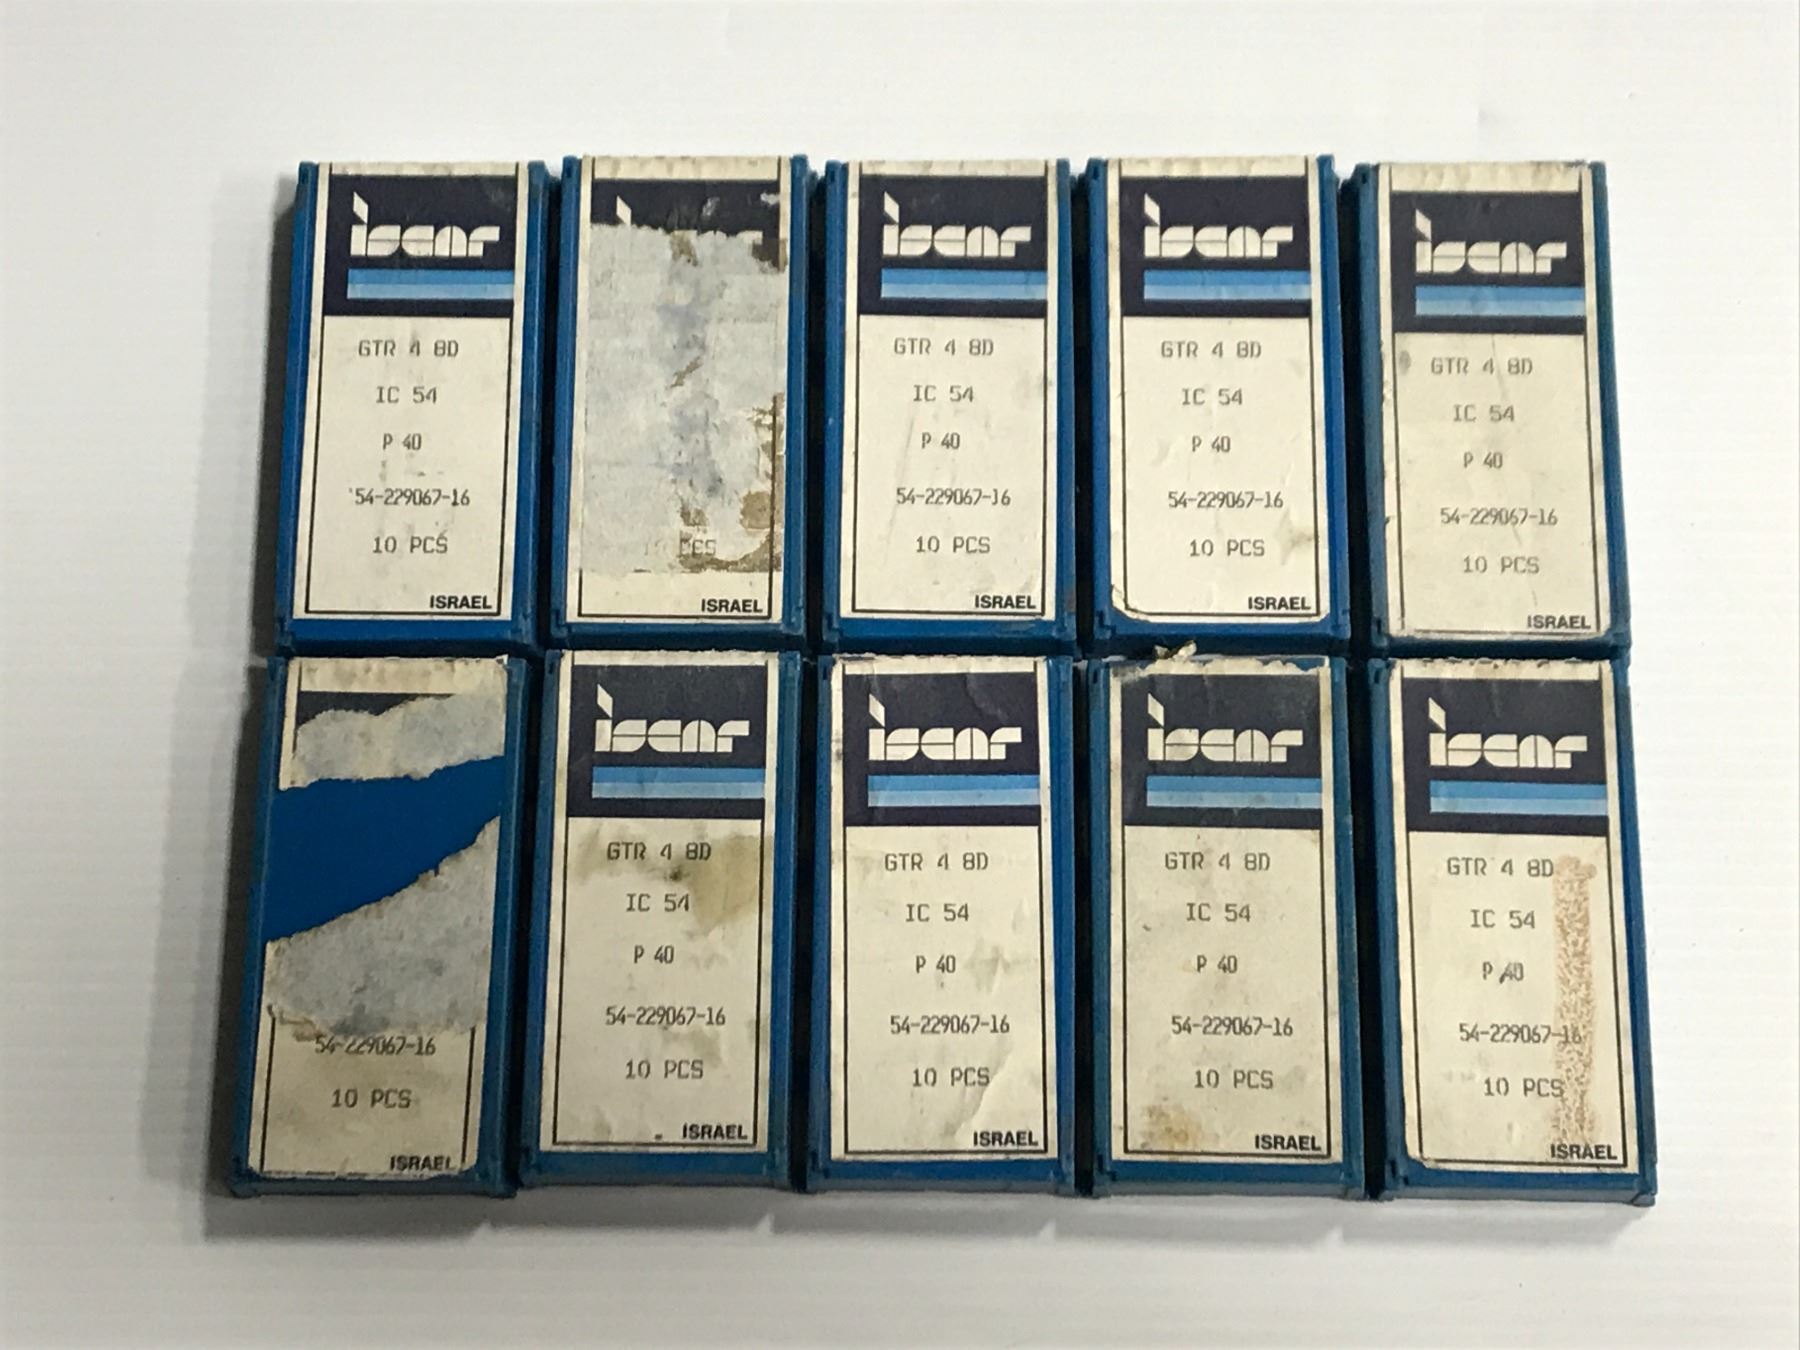 iscar
GTR 4 8D
IC 54
P 40
54-229067-16
10 PCS
ISRAEL
PCS
ISRAEL
iscar
GTR 4 8D
IC 54
P 40
54-229067-16
10 PCS
ISRAEL
iscar
GTR 4 8D
IC 54
P 40
54-229067-16
10 PCS
ISRAEL
iscar
GTR 4 8D
IC 54
P 40
54-229067-16
10 PCS
ISRAEL
54-229067-16
10 PCS
ISRAEL
iscar
GTR 4 8D
IC 54
P 40
54-229067-16
10 PCS
ISRAEL
iscar
GTR 4 8D
IC 54
P 40
54-229067-16
10 PCS
ISRAEL
iscar
GTR 4 8D
IC 54
P 40
54-229067-16
10 PCS
ISRAEL
iscar
GTR 4 8D
IC 54
P 40
54-229067-16
10 PCS
ISRAEL